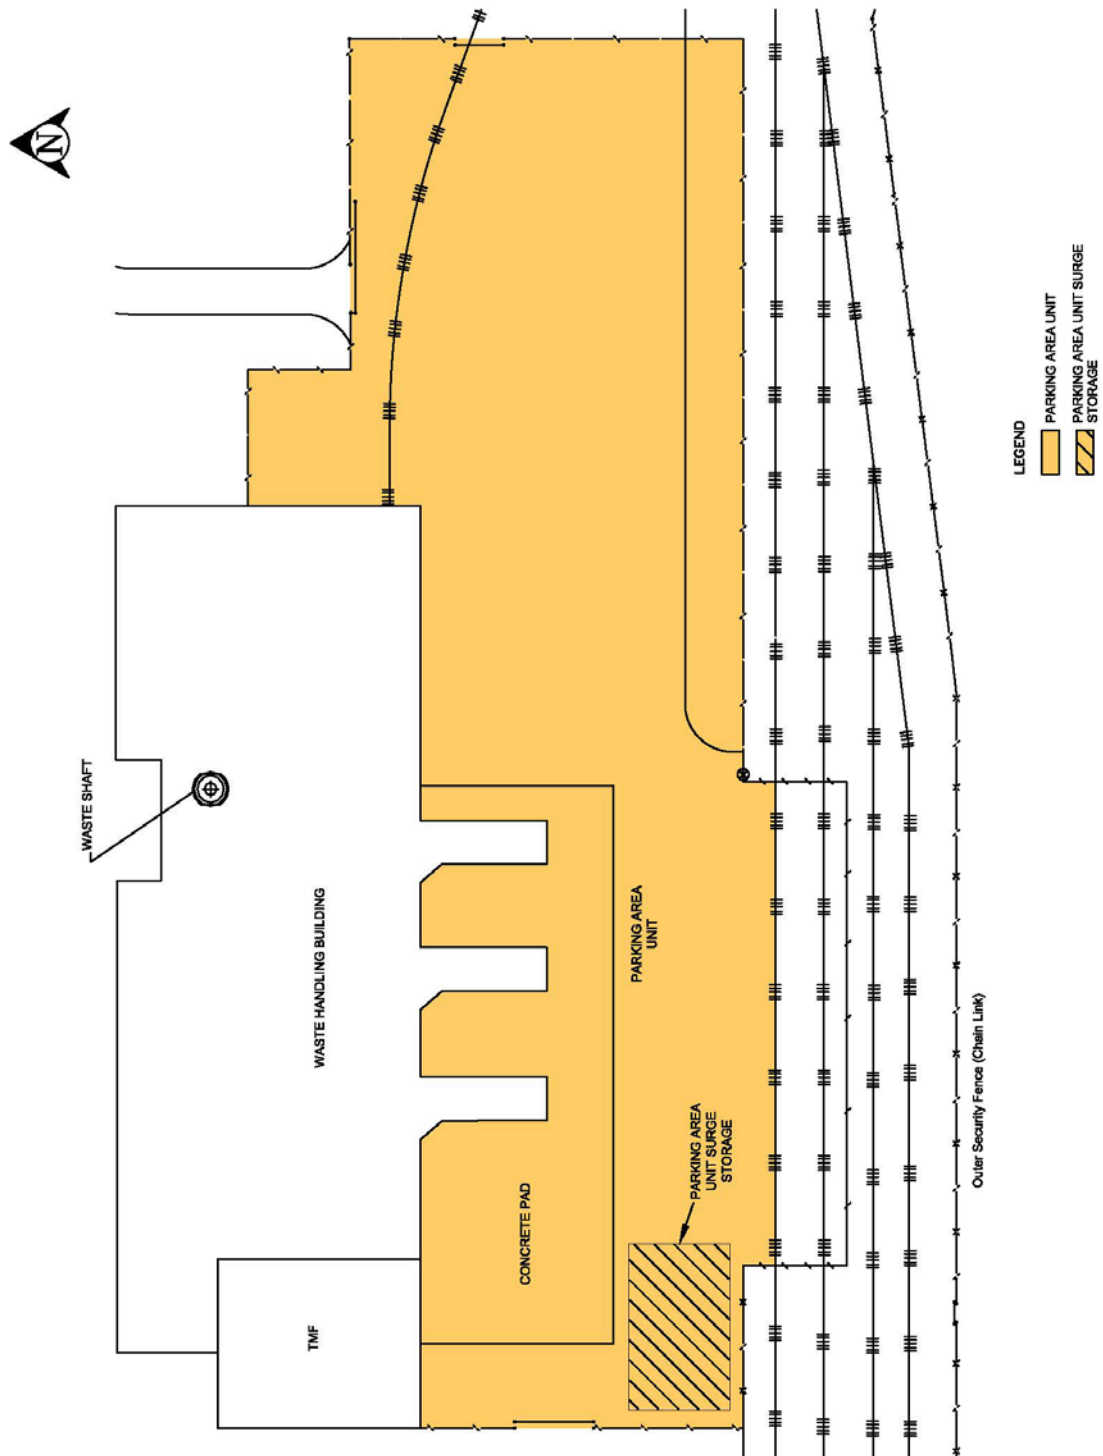 N
WASTE SHAFT
WASTE HANDLING BUILDING
TMF
CONCRETE PAD
PARKING AREA
UNIT
PARKING AREA
UNIT SURGE
STORAGE
Outer Security Fence (Chain Link)
LEGEND
PARKING AREA UNIT
PARKING AREA UNIT SURGE
STORAGE